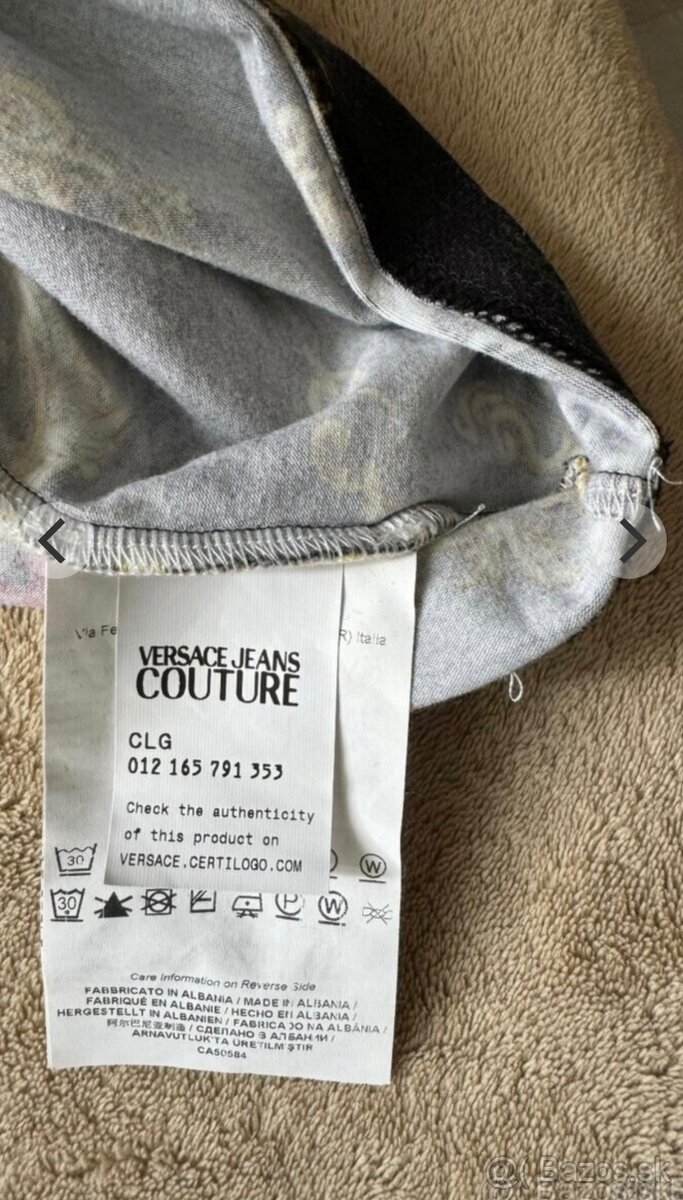 Via Fe
R) Italia
VERSACE JEANS
COUTURE
CLG
012 165 791 353
Check the authenticity
of this product on
VERSACE.CERTILOGO.COM
30
W
30
P
W
Care Information on Reverse Side
FABBRICATO IN ALBANIA / MADE IN ALBANIA /
FABRIQUÉ EN ALBANIE / HECHO EN ALBANIA /
HERGESTELLT IN ALBANIEN / FABRICADO NA ALBÂNIA /
阿尔巴尼亚制造 / СДЕЛАНО В АЛБАНИИ /
ARNAVUTLUK'TA ÜRETILMIŞTIR
CA50584
Bazos.sk